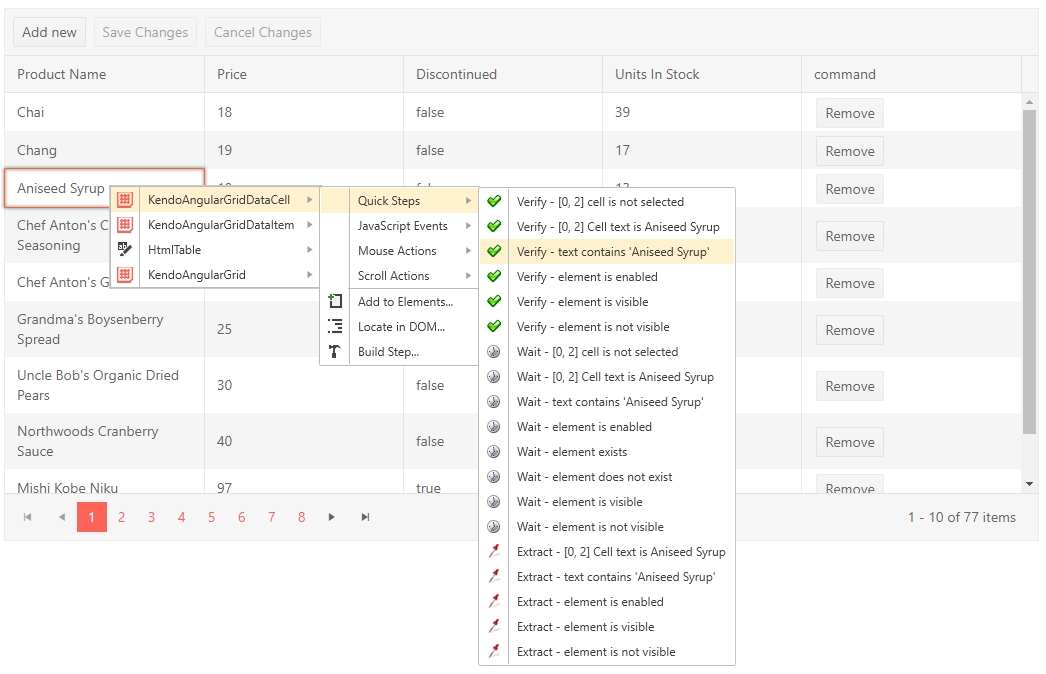 Add new
Save Changes
Cancel Changes
Product Name
Price
Discontinued
Units In Stock
command
Chai
18
false
39
Remove
Chang
19
false
17
Remove
Aniseed Syrup
Remove
Chef Anton's C
Seasoning
Remove
Chef Anton's G
Remove
Grandma's Boysenberry
Spread
25
Remove
Uncle Bob's Organic Dried
Pears
30
false
Remove
Northwoods Cranberry
Sauce
40
false
Remove
Mishi Kobe Niku
97
true
Remove
KendoAngularGridDataCell
KendoAngularGridDataItem
HtmlTable
KendoAngularGrid
Quick Steps
JavaScript Events
Mouse Actions
Scroll Actions
Add to Elements...
Locate in DOM...
Build Step...
Verify - [0, 2] cell is not selected
Verify - [0, 2] Cell text is Aniseed Syrup
Verify - text contains 'Aniseed Syrup'
Verify - element is enabled
Verify - element is visible
Verify - element is not visible
Wait - [0, 2] cell is not selected
Wait - [0, 2] Cell text is Aniseed Syrup
Wait - text contains 'Aniseed Syrup'
Wait - element is enabled
Wait - element exists
Wait - element does not exist
Wait - element is visible
Wait - element is not visible
Extract - [0, 2] Cell text is Aniseed Syrup
Extract - text contains 'Aniseed Syrup'
Extract - element is enabled
Extract - element is visible
Extract - element is not visible
1 2 3 4 5 6 7 8
1 - 10 of 77 items